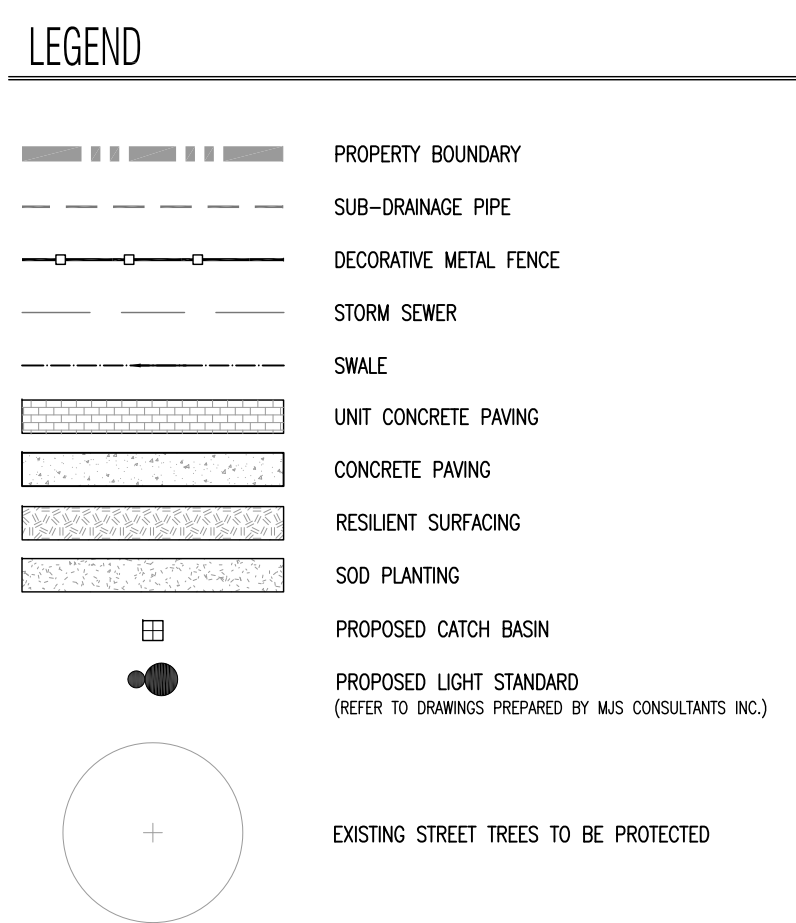 LEGEND
PROPERTY BOUNDARY
SUB-DRAINAGE PIPE
DECORATIVE METAL FENCE
STORM SEWER
SWALE
UNIT CONCRETE PAVING
CONCRETE PAVING
RESILIENT SURFACING
SOD PLANTING
PROPOSED CATCH BASIN
PROPOSED LIGHT STANDARD
(REFER TO DRAWINGS PREPARED BY MJS CONSULTANTS INC.)
EXISTING STREET TREES TO BE PROTECTED